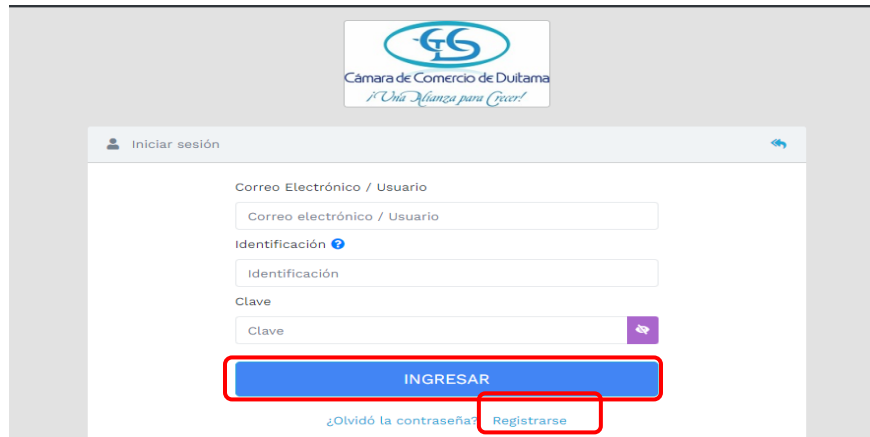 Cámara de Comercio de Duitama
¡Una Alianza para Crecer!
Iniciar sesión
Correo Electrónico / Usuario
Correo electrónico / Usuario
Identificación
Identificación
Clave
Clave
INGRESAR
¿Olvidó la contraseña? Registrarse